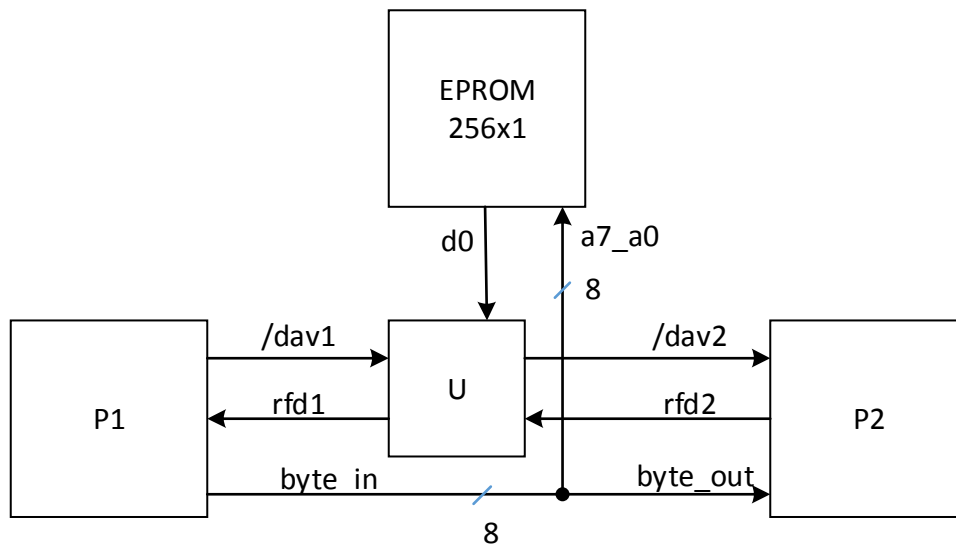 EPROM
256x1
d0
a7_a0
8
/dav1
/dav2
P1
U
P2
rfd1
rfd2
byte_in
byte_out
8